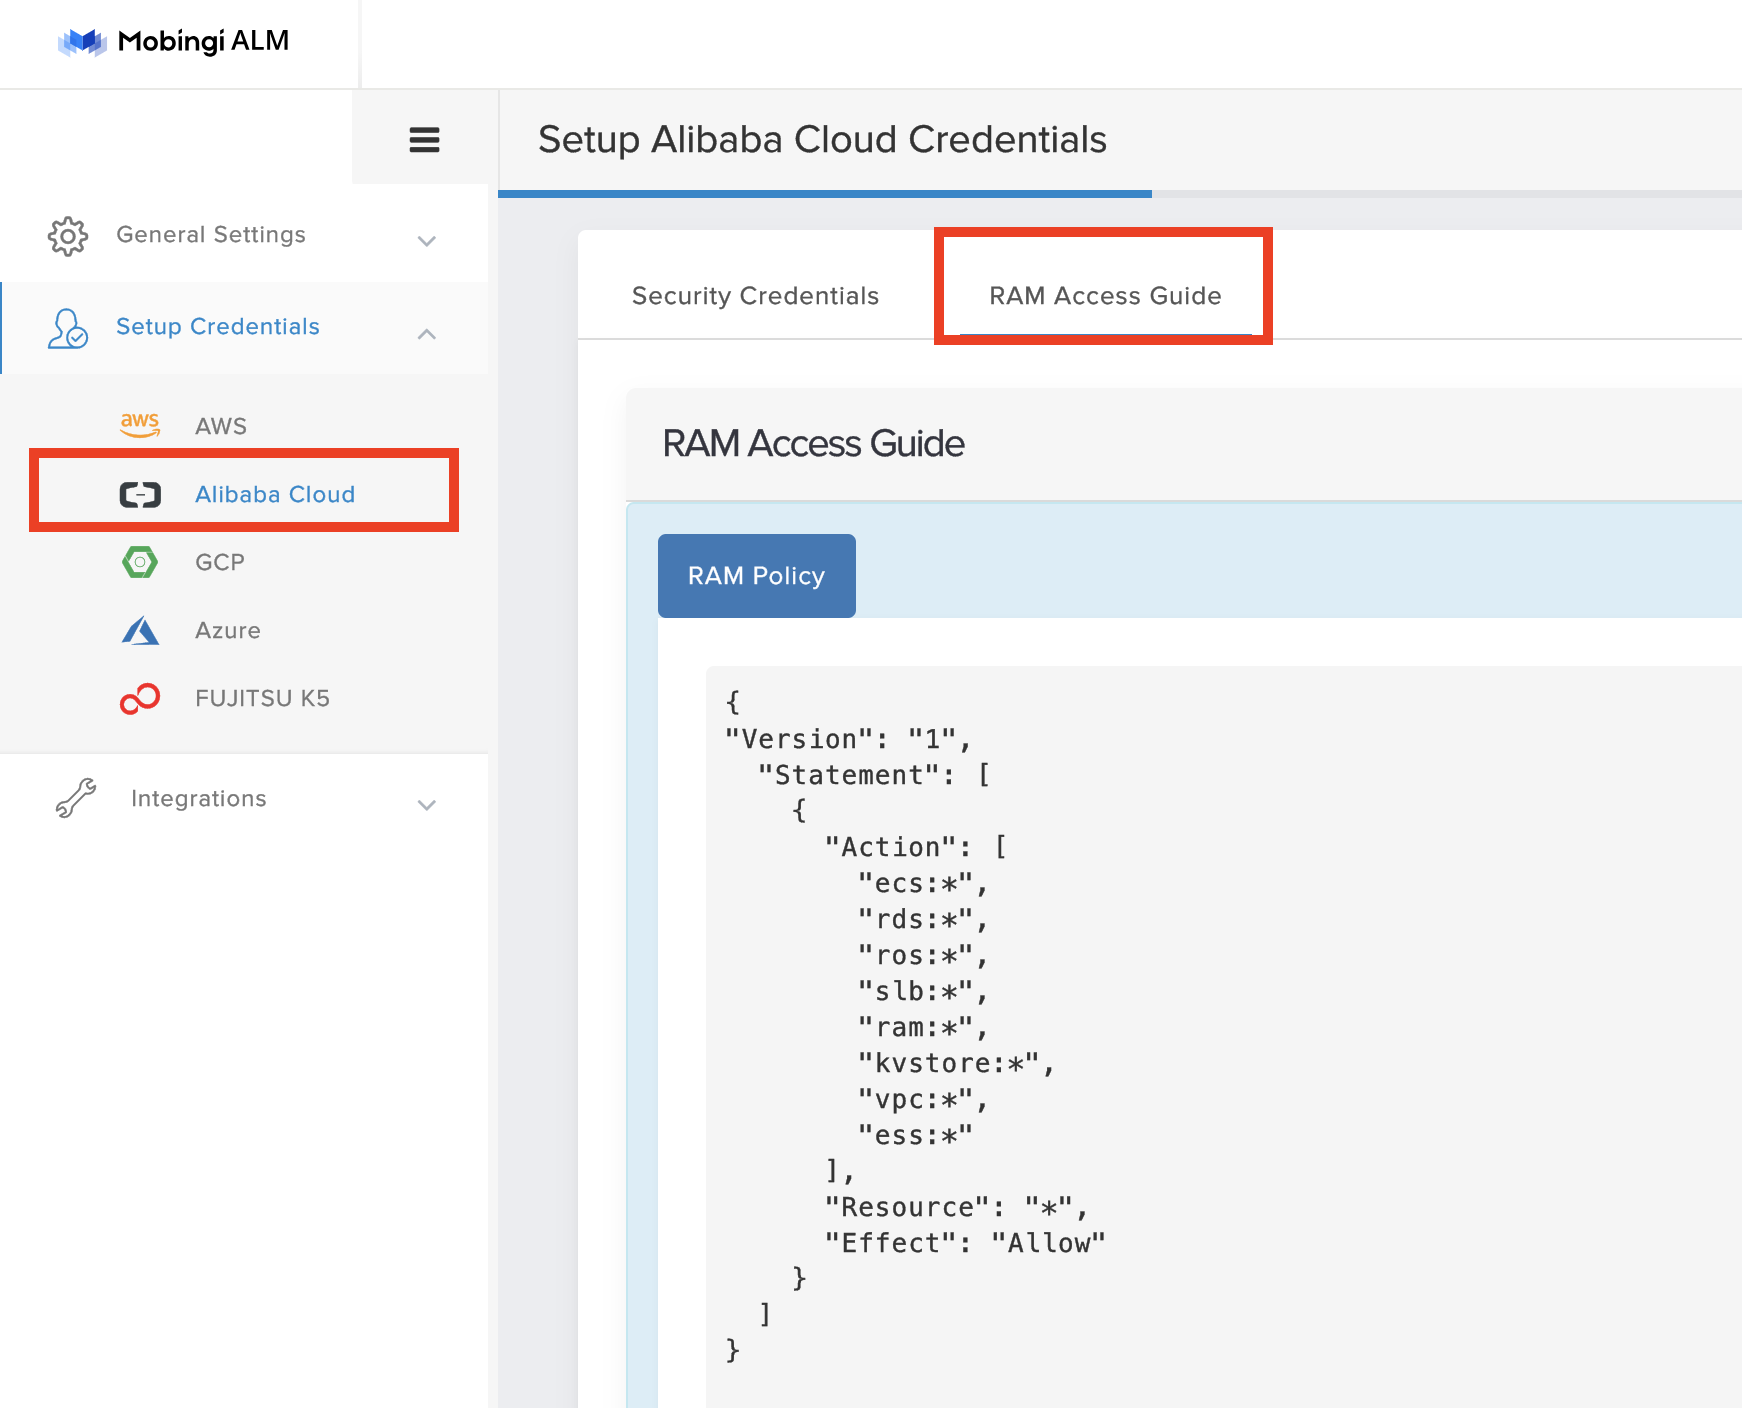 Mobingi ALM
Setup Alibaba Cloud Credentials
General Settings
Setup Credentials
aws AWS
Alibaba Cloud
GCP
Azure
FUJITSU K5
Integrations
Security Credentials
RAM Access Guide
RAM Access Guide
RAM Policy
{
"Version": "1",
  "Statement": [
    {
      "Action": [
        "ecs:*",
        "rds:*",
        "ros:*",
        "slb:*",
        "ram:*",
        "kvstore:*",
        "vpc:*",
        "ess:*"
      ],
      "Resource": "*",
      "Effect": "Allow"
    }
  ]
}